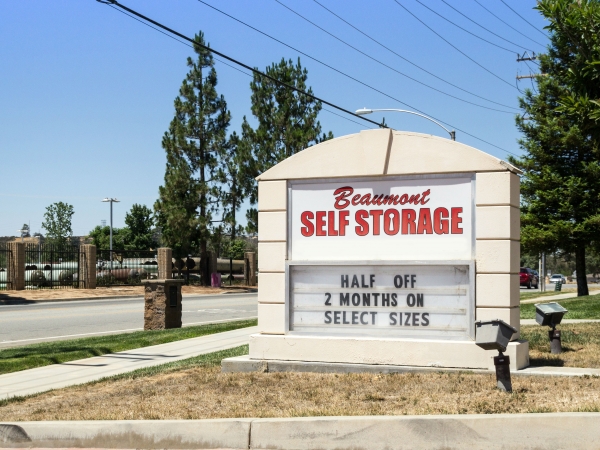 Beaumont
SELF STORAGE
HALF OFF
2 MONTHS ON
SELECT SIZES